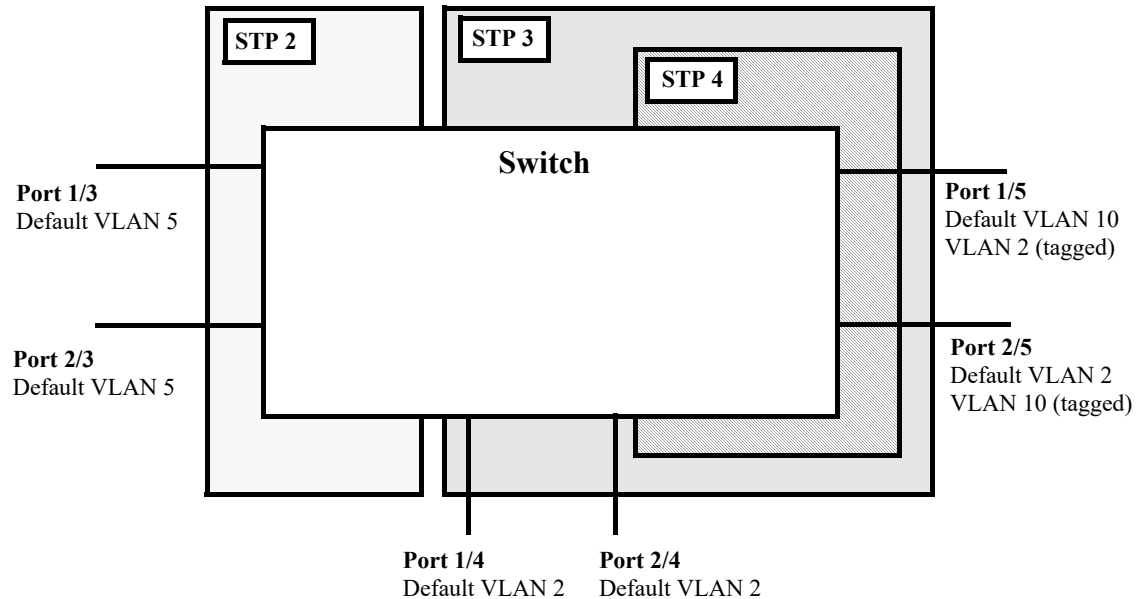 STP 2
STP 3
STP 4
Switch
Port 1/3
Default VLAN 5
Port 1/5
Default VLAN 10
VLAN 2 (tagged)
Port 2/3
Default VLAN 5
Port 2/5
Default VLAN 2
VLAN 10 (tagged)
Port 1/4
Default VLAN 2
Port 2/4
Default VLAN 2